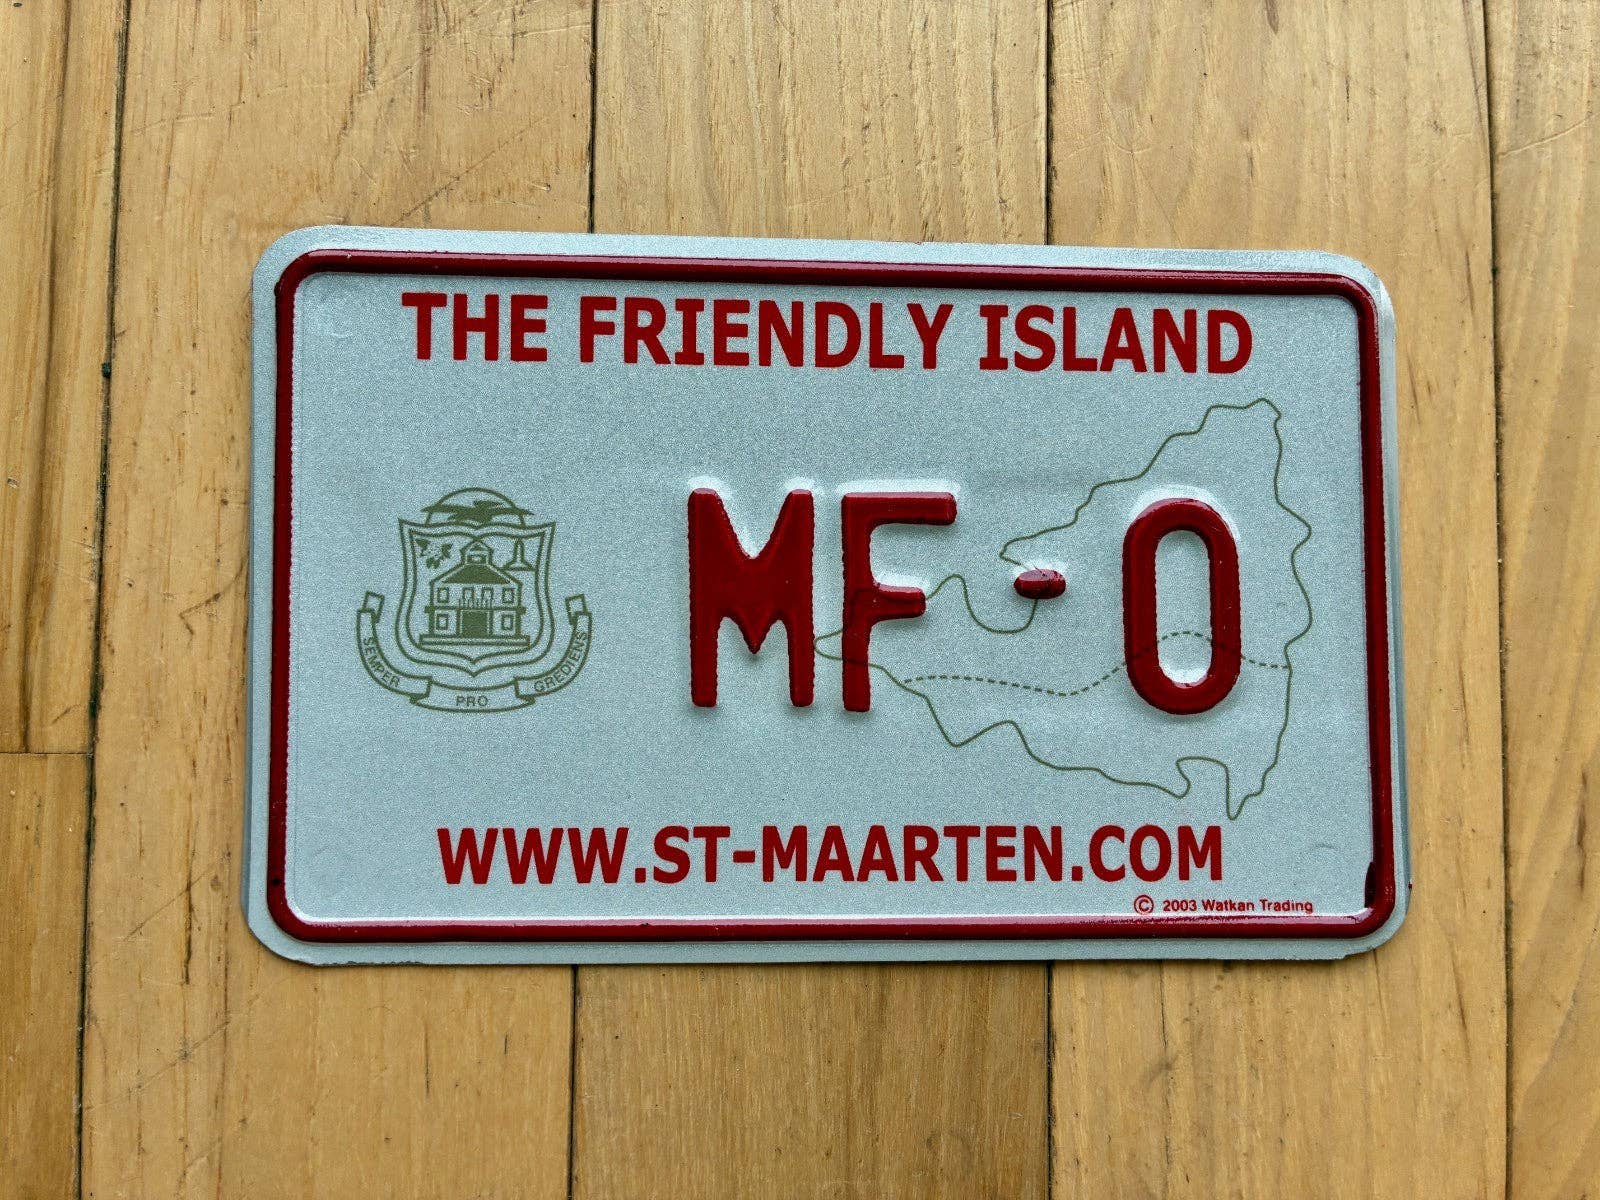 THE FRIENDLY ISLAND
MF-0
SEMPER PRO GREDIENS
WWW.ST-MAARTEN.COM
© 2003 Watkan Trading